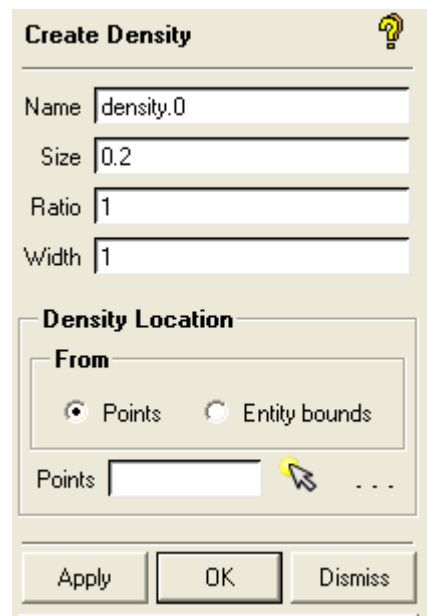 Create Density
Name density.0
Size 0.2
Ratio 1
Width 1
Density Location
From
Points Entity bounds
Points ...
Apply OK Dismiss